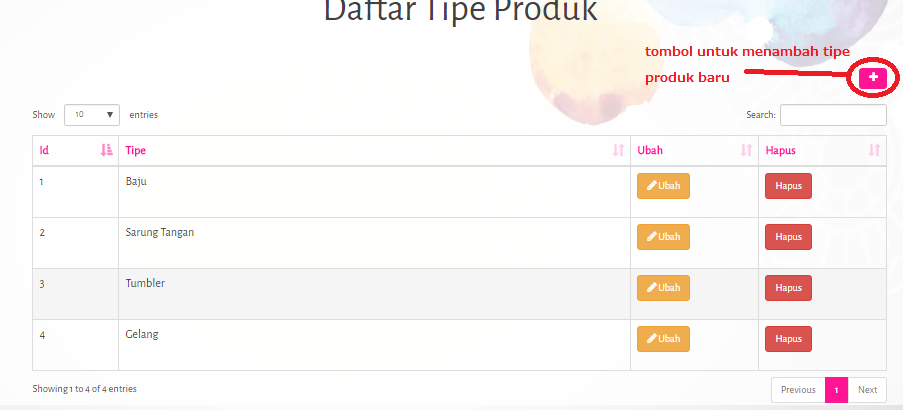 Daftar Tipe Produk
tombol untuk menambah tipe
produk baru
+
Show 10 entries Search:
Id Tipe Ubah Hapus
1 Baju Ubah Hapus
2 Sarung Tangan Ubah Hapus
3 Tumbler Ubah Hapus
4 Gelang Ubah Hapus
Showing 1 to 4 of 4 entries Previous 1 Next